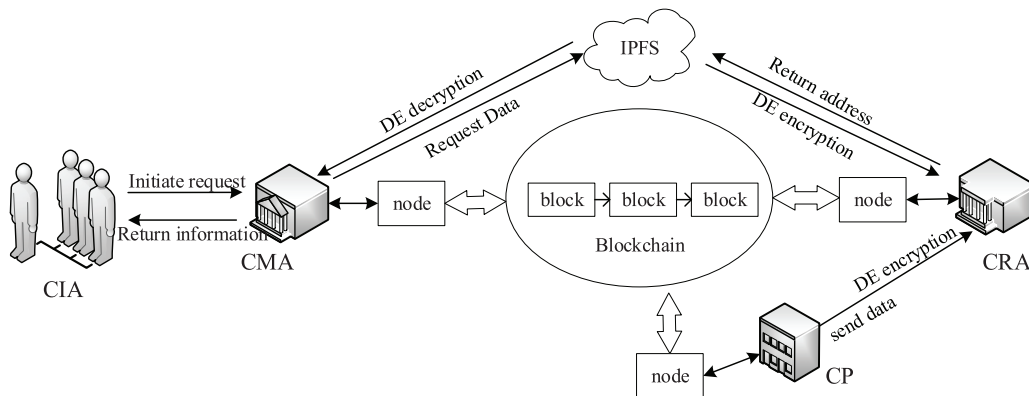 IPFS
DE decryption
Request Data
Return address
DE encryption
Initiate request
Return information
CIA
CMA
node
block
block
block
Blockchain
node
CRA
DE encryption
send data
node
CP